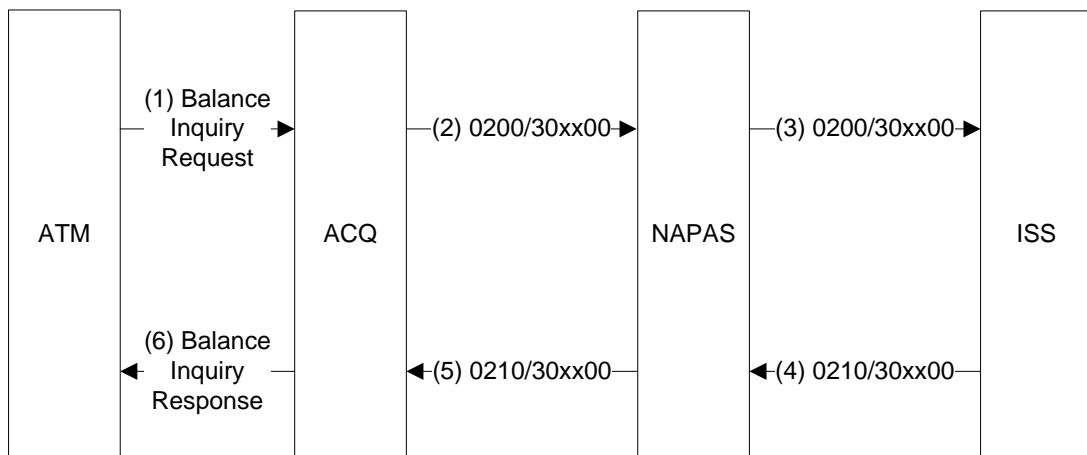 (1) Balance
Inquiry
Request
(2) 0200/30xx00
(3) 0200/30xx00
ATM
ACQ
NAPAS
ISS
(6) Balance
Inquiry
Response
(5) 0210/30xx00
(4) 0210/30xx00